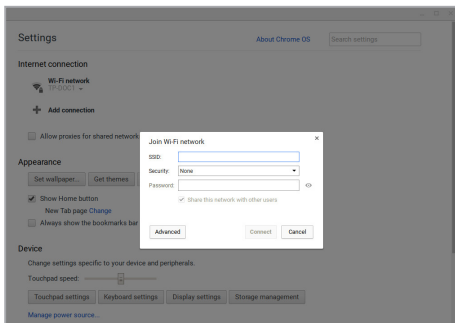 Settings
About Chrome OS
Search settings
Internet connection
Wi-Fi network
TP-DOC1
Add connection
Allow proxies for shared network
Join Wi-Fi network
SSID:
Security: None
Password:
Share this network with other users
Advanced
Connect
Cancel
Appearance
Set wallpaper...
Get themes
Show Home button
New Tab page Change
Always show the bookmarks bar
Device
Change settings specific to your device and peripherals.
Touchpad speed:
Touchpad settings
Keyboard settings
Display settings
Storage management
Manage power source...